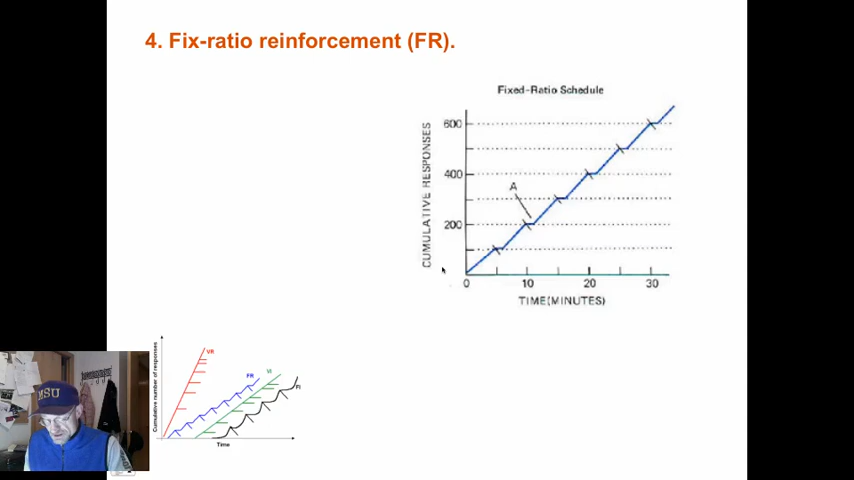 4. Fix-ratio reinforcement (FR).
Fixed-Ratio Schedule
CUMULATIVE RESPONSES
600
400
200
A
0 10 20 30
TIME(MINUTES)
Cumulative number of responses
VR
FR
VI
FI
Time
MSU